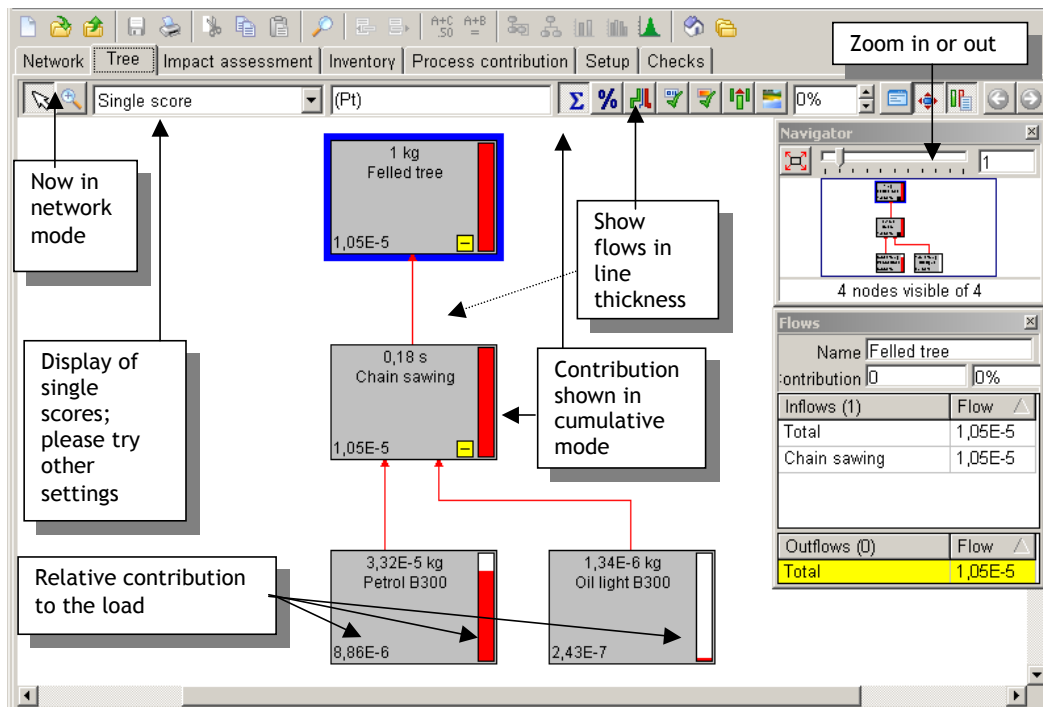 A+C
50
A+B
=
Zoom in or out
Network Tree Impact assessment Inventory Process contribution Setup Checks
Single score (Pt) Σ % 0%
Navigator
1
4 nodes visible of 4
Now in
network
mode
1 kg
Felled tree
1,05E-5
Show
flows in
line
thickness
Flows
Name Felled tree
ontribution 0 0%
Inflows (1) Flow
Total 1,05E-5
Chain sawing 1,05E-5
Outflows (0) Flow
Total 1,05E-5
Display of
single
scores;
please try
other
settings
0,18 s
Chain sawing
1,05E-5
Contribution
shown in
cumulative
mode
Relative contribution
to the load
3,32E-5 kg
Petrol B300
8,86E-6
1,34E-6 kg
Oil light B300
2,43E-7